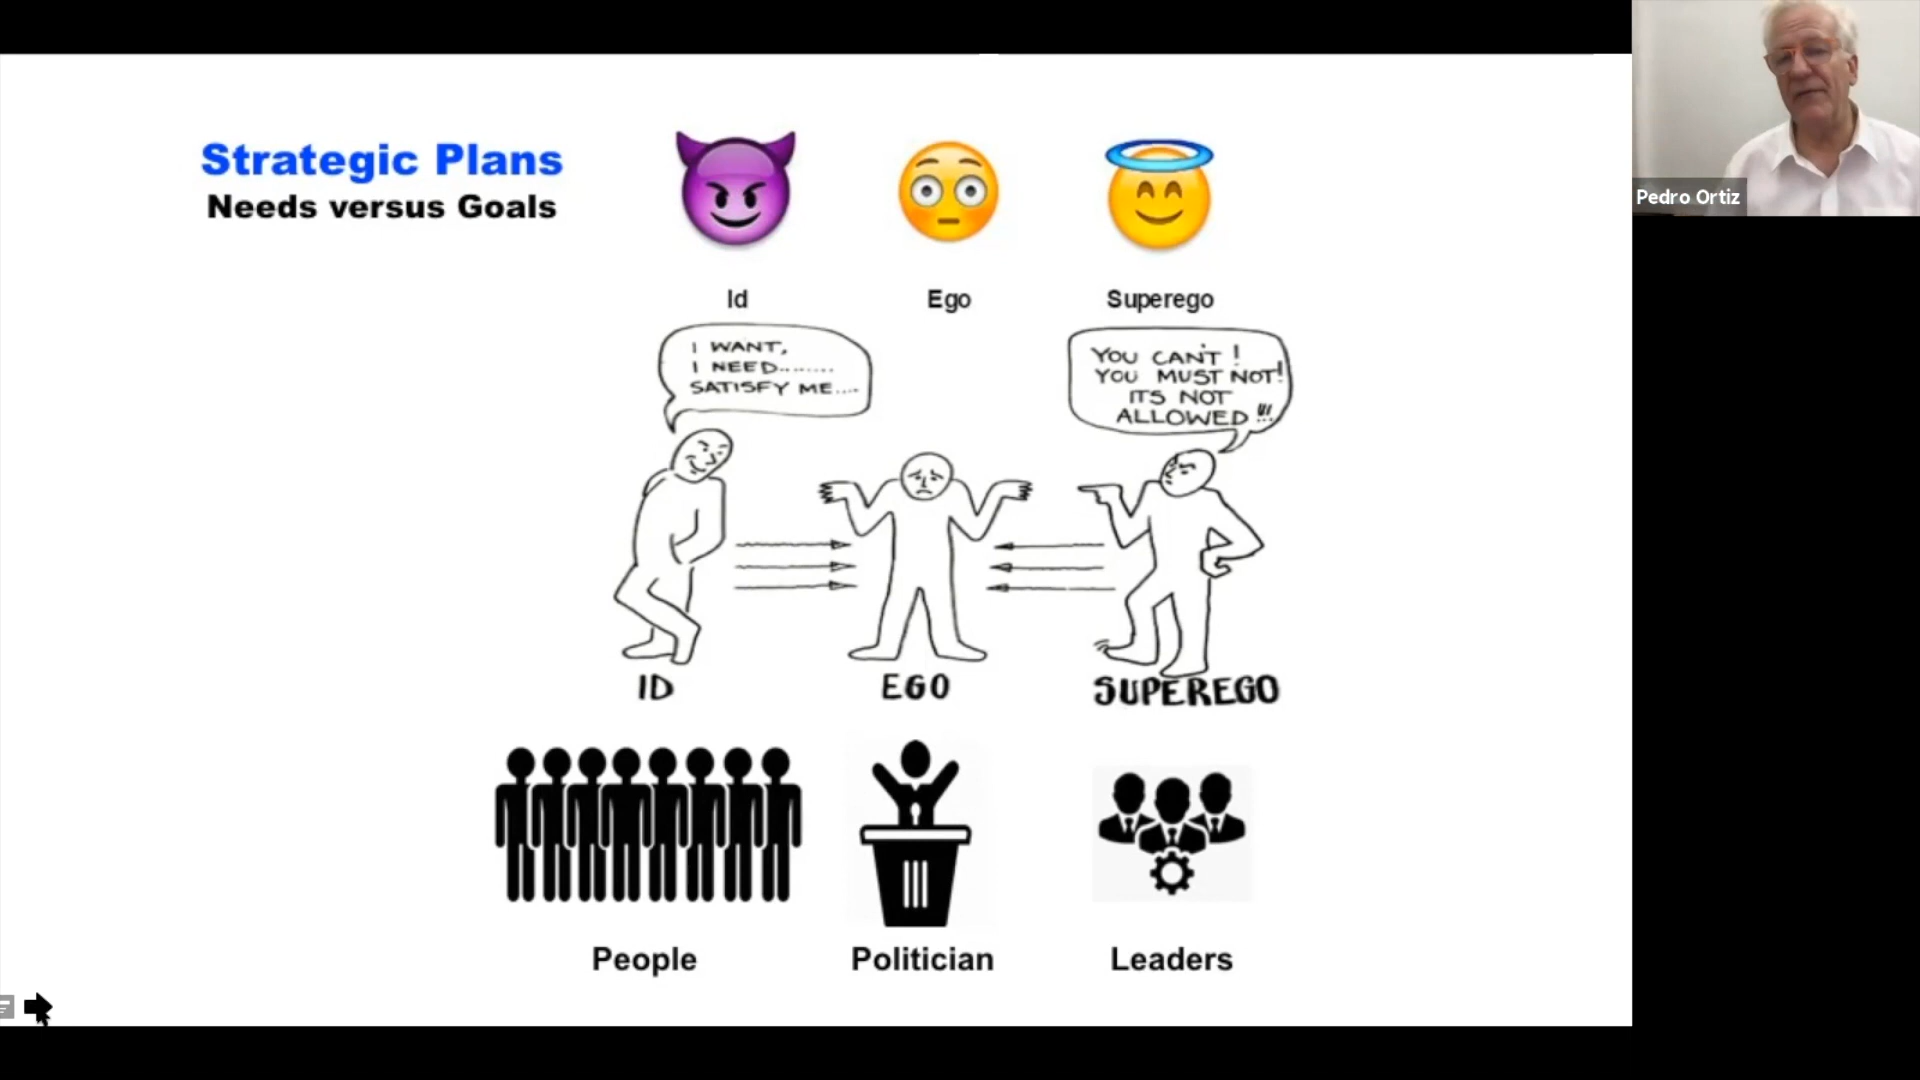 Strategic Plans
Needs versus Goals
Id
Ego
Superego
I WANT,
I NEED........
SATISFY ME....
YOU CAN'T !
YOU MUST NOT!
ITS NOT
ALLOWED !!!
ID
EGO
SUPEREGO
People
Politician
Leaders
Pedro Ortiz